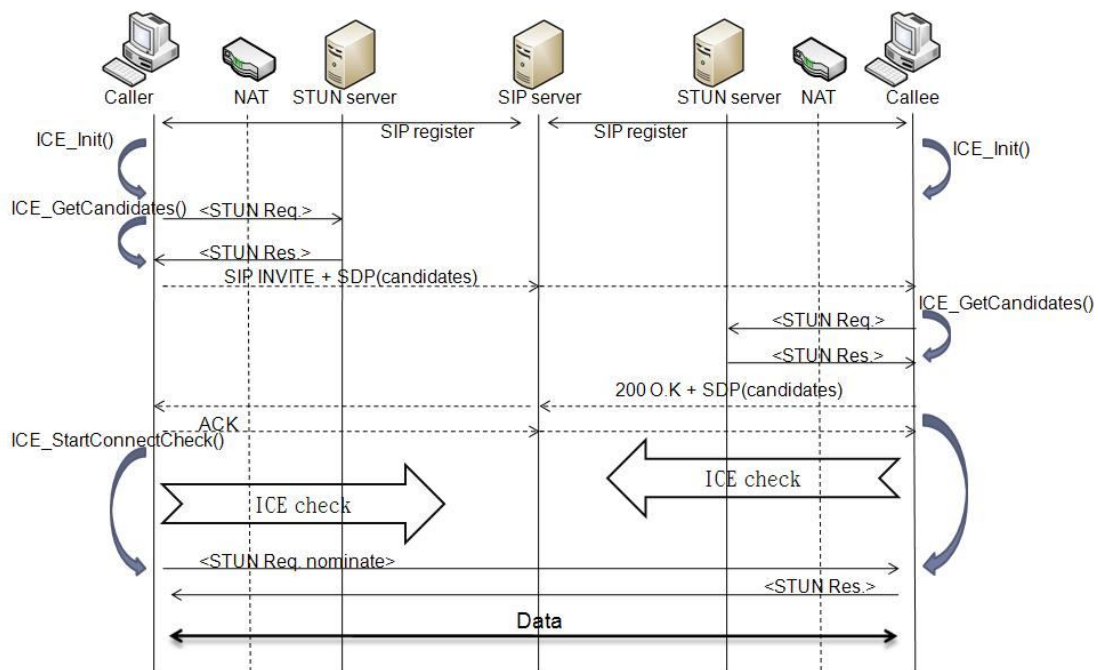 Caller
NAT
STUN server
SIP server
STUN server
NAT
Callee
SIP register
SIP register
ICE_Init()
ICE_Init()
ICE_GetCandidates()
<STUN Req.>
<STUN Res.>
SIP INVITE + SDP(candidates)
ICE_GetCandidates()
<STUN Req.>
<STUN Res.>
200 O.K + SDP(candidates)
ACK
ICE_StartConnectCheck()
ICE check
ICE check
<STUN Req. nominate>
<STUN Res.>
Data